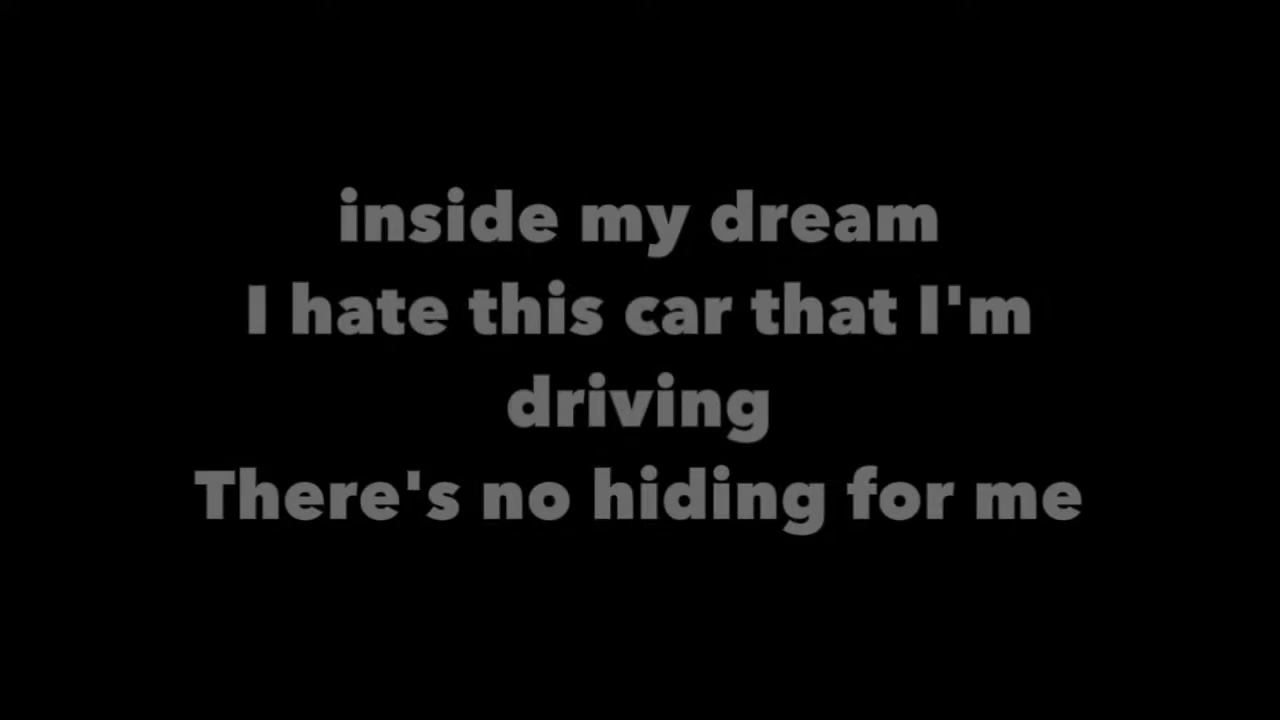 inside my dream
I hate this car that I'm
driving
There's no hiding for me